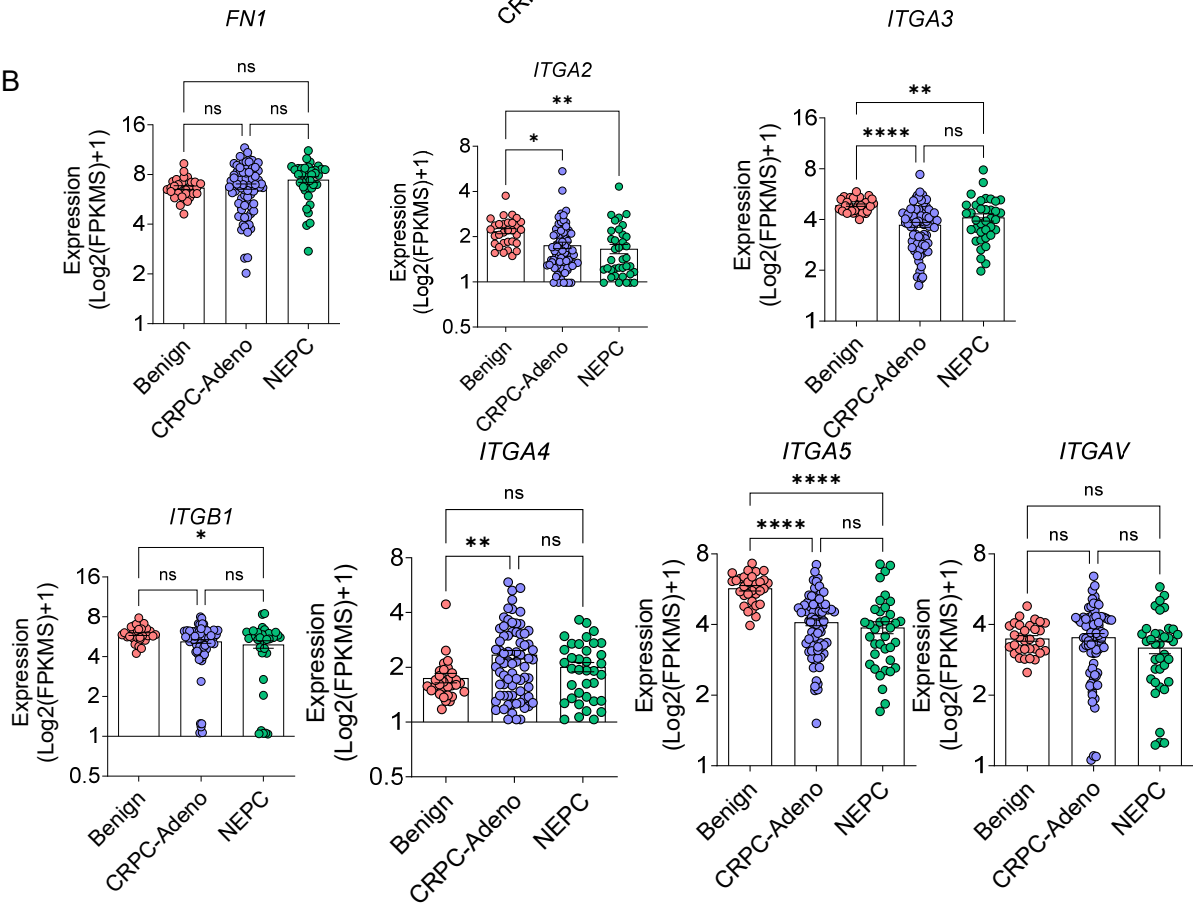 CR
FN1
ITGA3
B
ns
ns
ns
Expression
(Log2(FPKMS)+1)
16
8
4
2
1
Benign
CRPC-Adeno
NEPC
ITGA2
**
*
Expression
(Log2(FPKMS)+1)
8
4
2
1
0.5
Benign
CRPC-Adeno
NEPC
**
****
ns
Expression
(Log2(FPKMS)+1)
16
8
4
2
1
Benign
CRPC-Adeno
NEPC
ITGB1
*
ns
ns
Expression
(Log2(FPKMS)+1)
16
8
4
2
1
0.5
Benign
CRPC-Adeno
NEPC
ITGA4
ns
**
ns
Expression
(Log2(FPKMS)+1)
8
4
2
1
0.5
Benign
CRPC-Adeno
NEPC
ITGA5
****
****
ns
Expression
(Log2(FPKMS)+1)
8
4
2
1
Benign
CRPC-Adeno
NEPC
ITGAV
ns
ns
ns
Expression
(Log2(FPKMS)+1)
8
4
2
1
Benign
CRPC-Adeno
NEPC